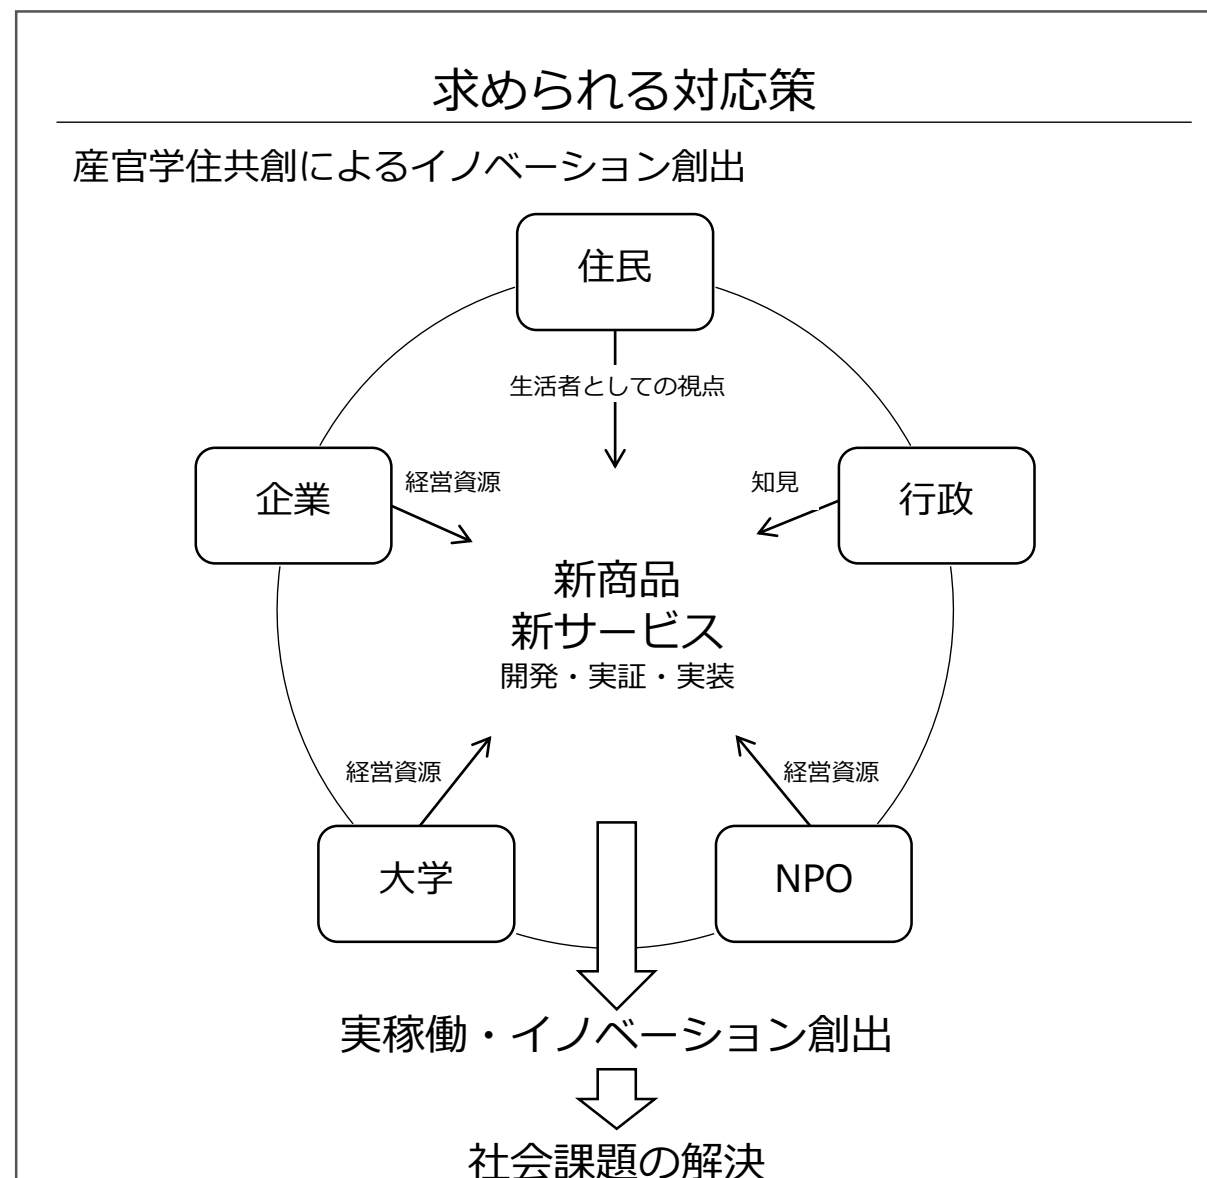 求められる対応策
産官学住共創によるイノベーション創出
住民
生活者としての視点
企業
経営資源
知見
行政
新商品
新サービス
開発・実証・実装
経営資源
経営資源
大学
NPO
実稼働・イノベーション創出
社会課題の解決